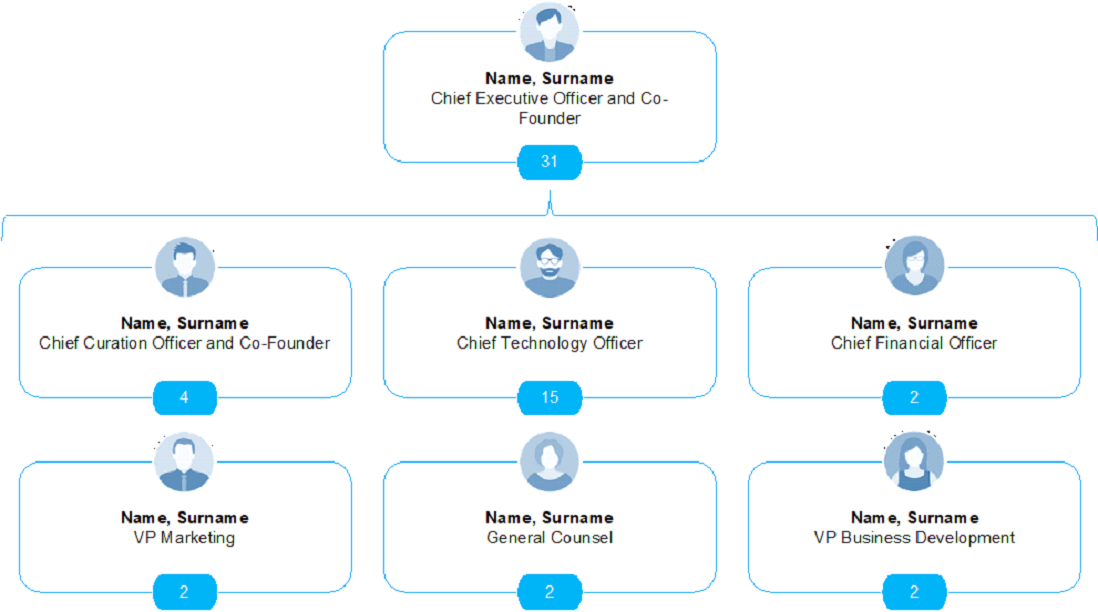 Name, Surname
Chief Executive Officer and Co-
Founder
31
Name, Surname
Chief Curation Officer and Co-Founder
4
Name, Surname
Chief Technology Officer
15
Name, Surname
Chief Financial Officer
2
Name, Surname
VP Marketing
2
Name, Surname
General Counsel
2
Name, Surname
VP Business Development
2